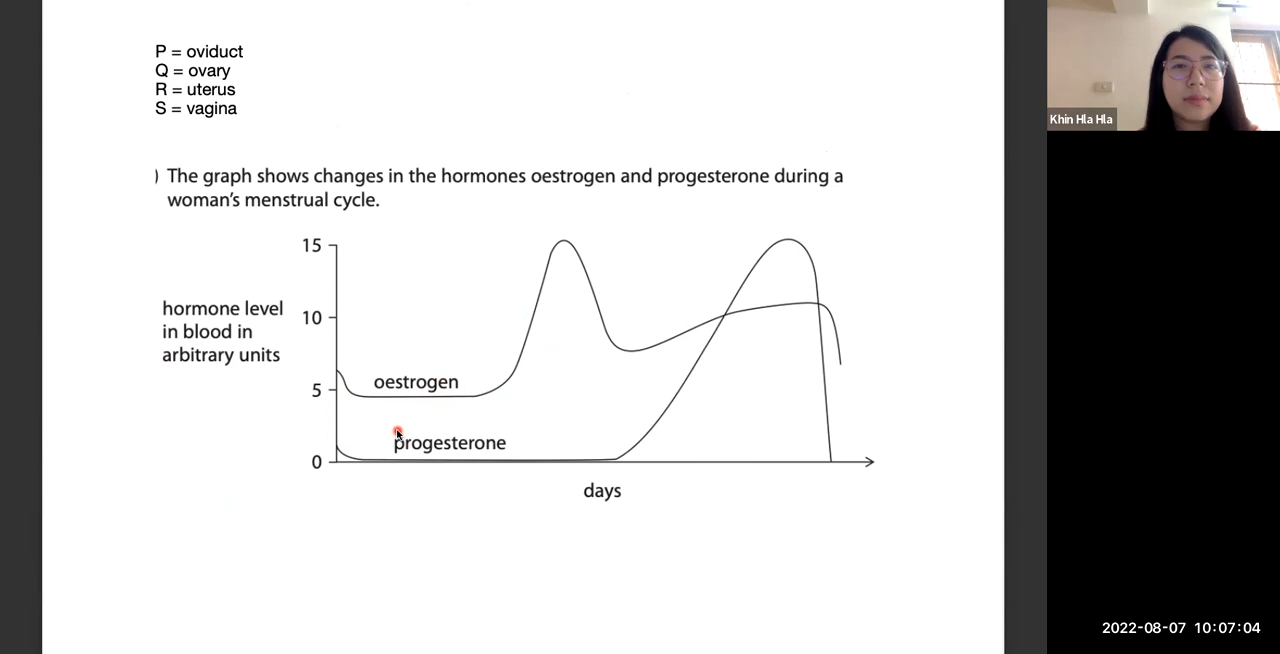 P = oviduct
Q = ovary
R = uterus
S = vagina
) The graph shows changes in the hormones oestrogen and progesterone during a
woman's menstrual cycle.
15
hormone level
in blood in
arbitrary units
10
5
0
oestrogen
progesterone
days
Khin Hla Hla
2022-08-07 10:07:04